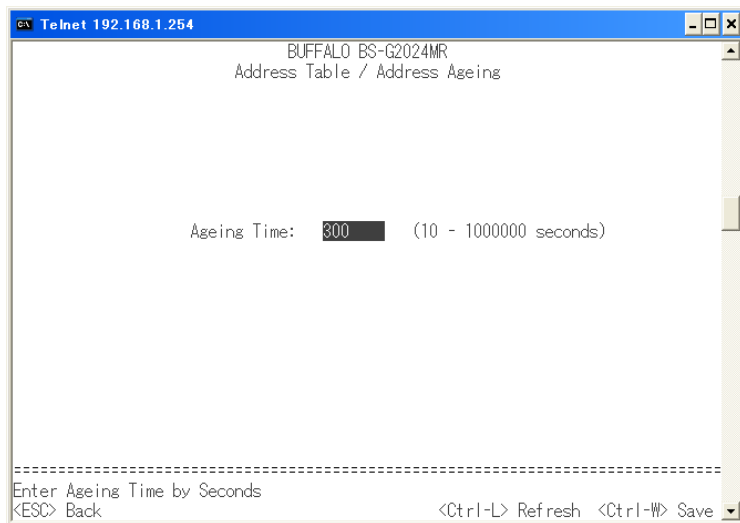 Telnet 192.168.1.254
BUFFALO BS-G2024MR
Address Table / Address Ageing
Ageing Time: 300 (10 - 1000000 seconds)
================================================================================
Enter Ageing Time by Seconds
<ESC> Back <Ctrl-L> Refresh <Ctrl-W> Save